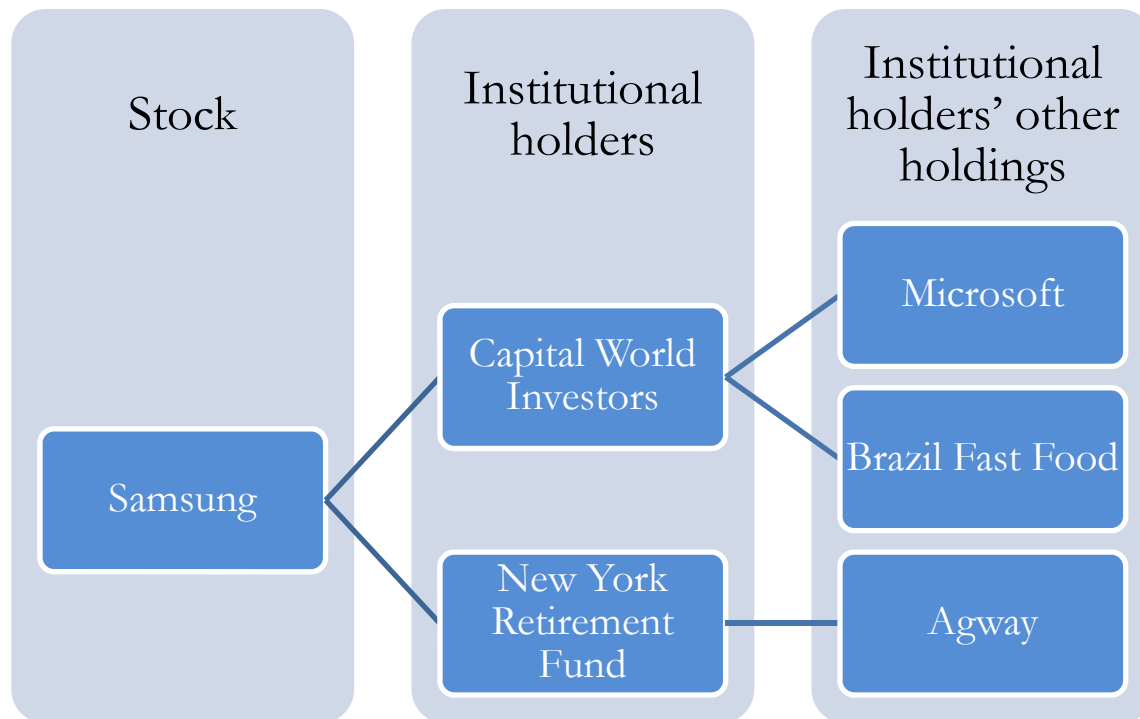 Stock
Institutional
holders
Institutional
holders’ other
holdings
Samsung
Capital World
Investors
New York
Retirement
Fund
Microsoft
Brazil Fast Food
Agway